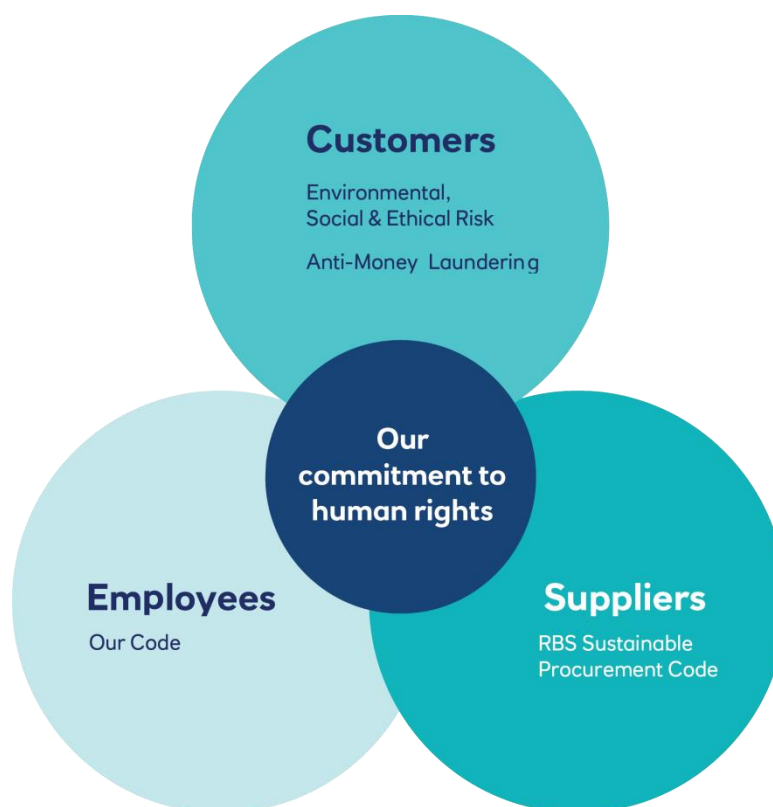 Customers
Environmental,
Social & Ethical Risk
Anti-Money Laundering
Our
commitment to
human rights
Employees
Our Code
Suppliers
RBS Sustainable
Procurement Code